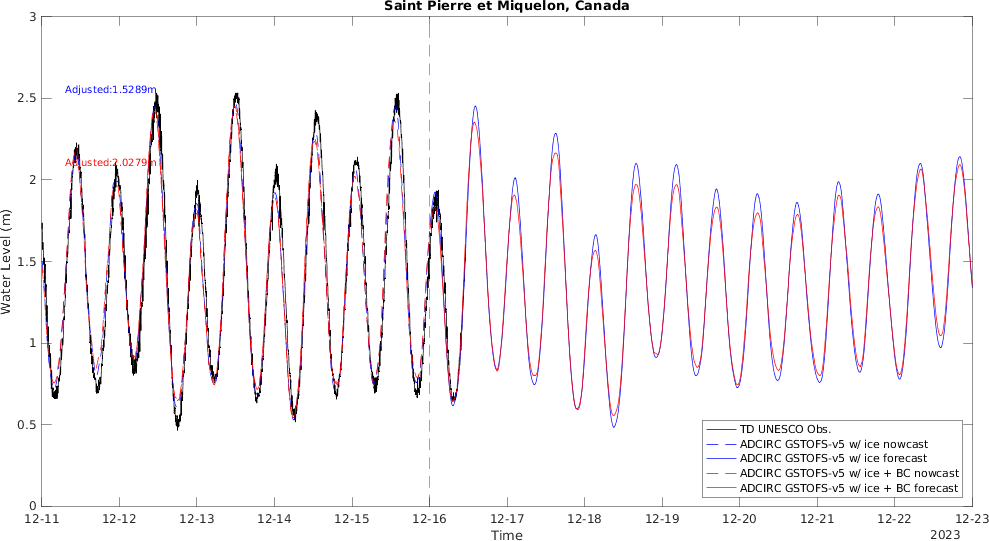 Saint Pierre et Miquelon, Canada
3
2.5
2
1.5
1
0.5
0
Water Level (m)
Adjusted:1.5289m
Adjusted:2.0279m
TD UNESCO Obs.
ADCIRC GSTOFS-v5 w/ ice nowcast
ADCIRC GSTOFS-v5 w/ ice forecast
ADCIRC GSTOFS-v5 w/ ice + BC nowcast
ADCIRC GSTOFS-v5 w/ ice + BC forecast
12-11 12-12 12-13 12-14 12-15 12-16 12-17 12-18 12-19 12-20 12-21 12-22 12-23
Time
2023